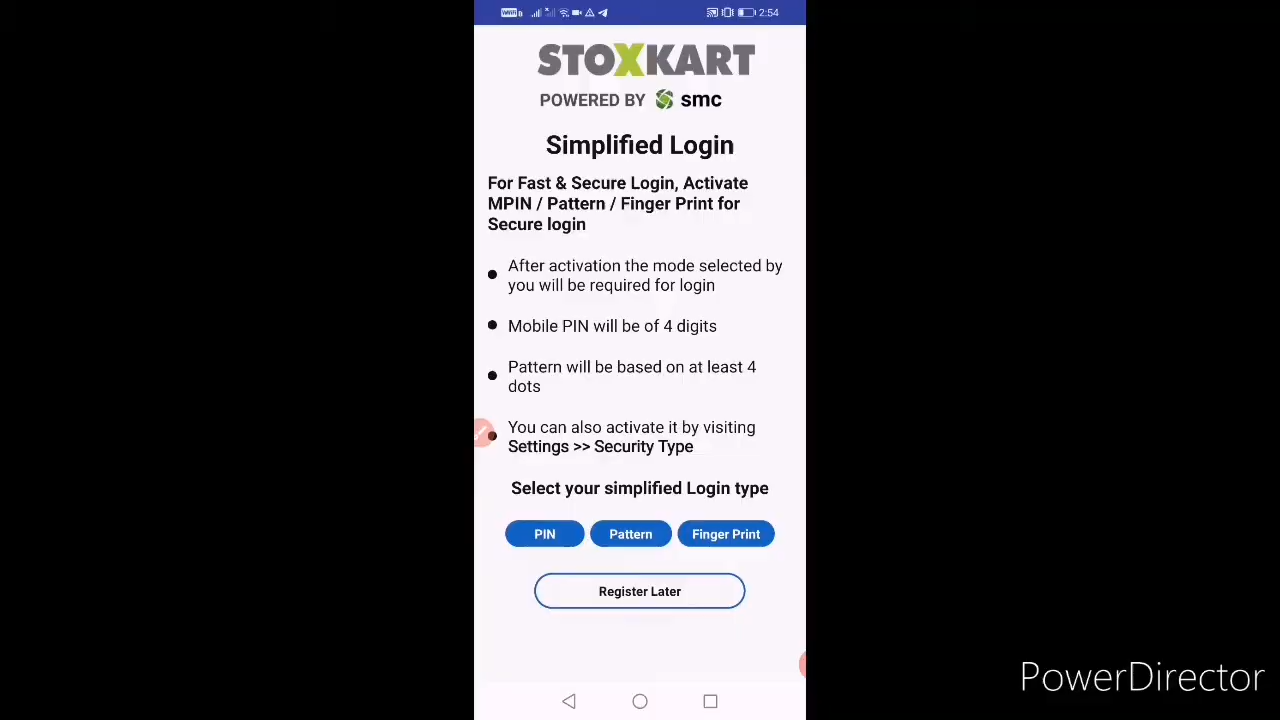 2:54
STOXKART
POWERED BY smc
Simplified Login
For Fast & Secure Login, Activate
MPIN / Pattern / Finger Print for
Secure login
After activation the mode selected by
you will be required for login
Mobile PIN will be of 4 digits
Pattern will be based on at least 4
dots
You can also activate it by visiting
Settings >> Security Type
Select your simplified Login type
PIN Pattern Finger Print
Register Later
PowerDirector